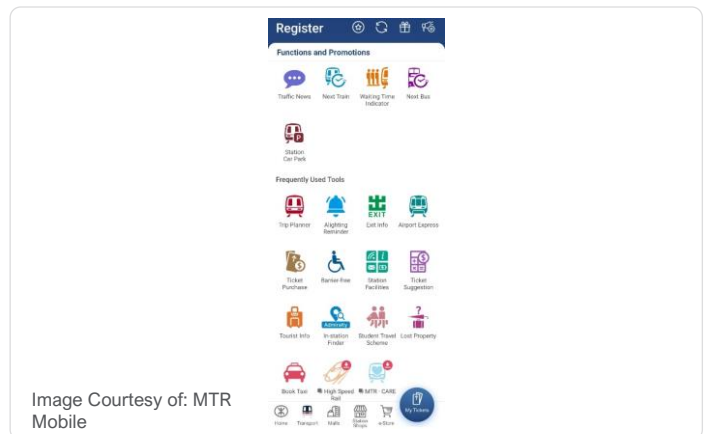 Register
Functions and Promotions
Traffic News
Next Train
Waiting Time
Indicator
Next Bus
P
Station
Car Park
Frequently Used Tools
EXIT
Trip Planner
Alighting
Reminder
Exit Info
Airport Express
Ticket
Purchase
Barrier-Free
Station
Facilities
Ticket
Suggestion
Admiralty
Tourist Info
In-station
Finder
Student Travel
Scheme
Lost Property
Book Taxi
High Speed
Rail
MTR · CARE
Home
Transport
Malls
Station
Shops
e-Store
My Tickets
Image Courtesy of: MTR
Mobile